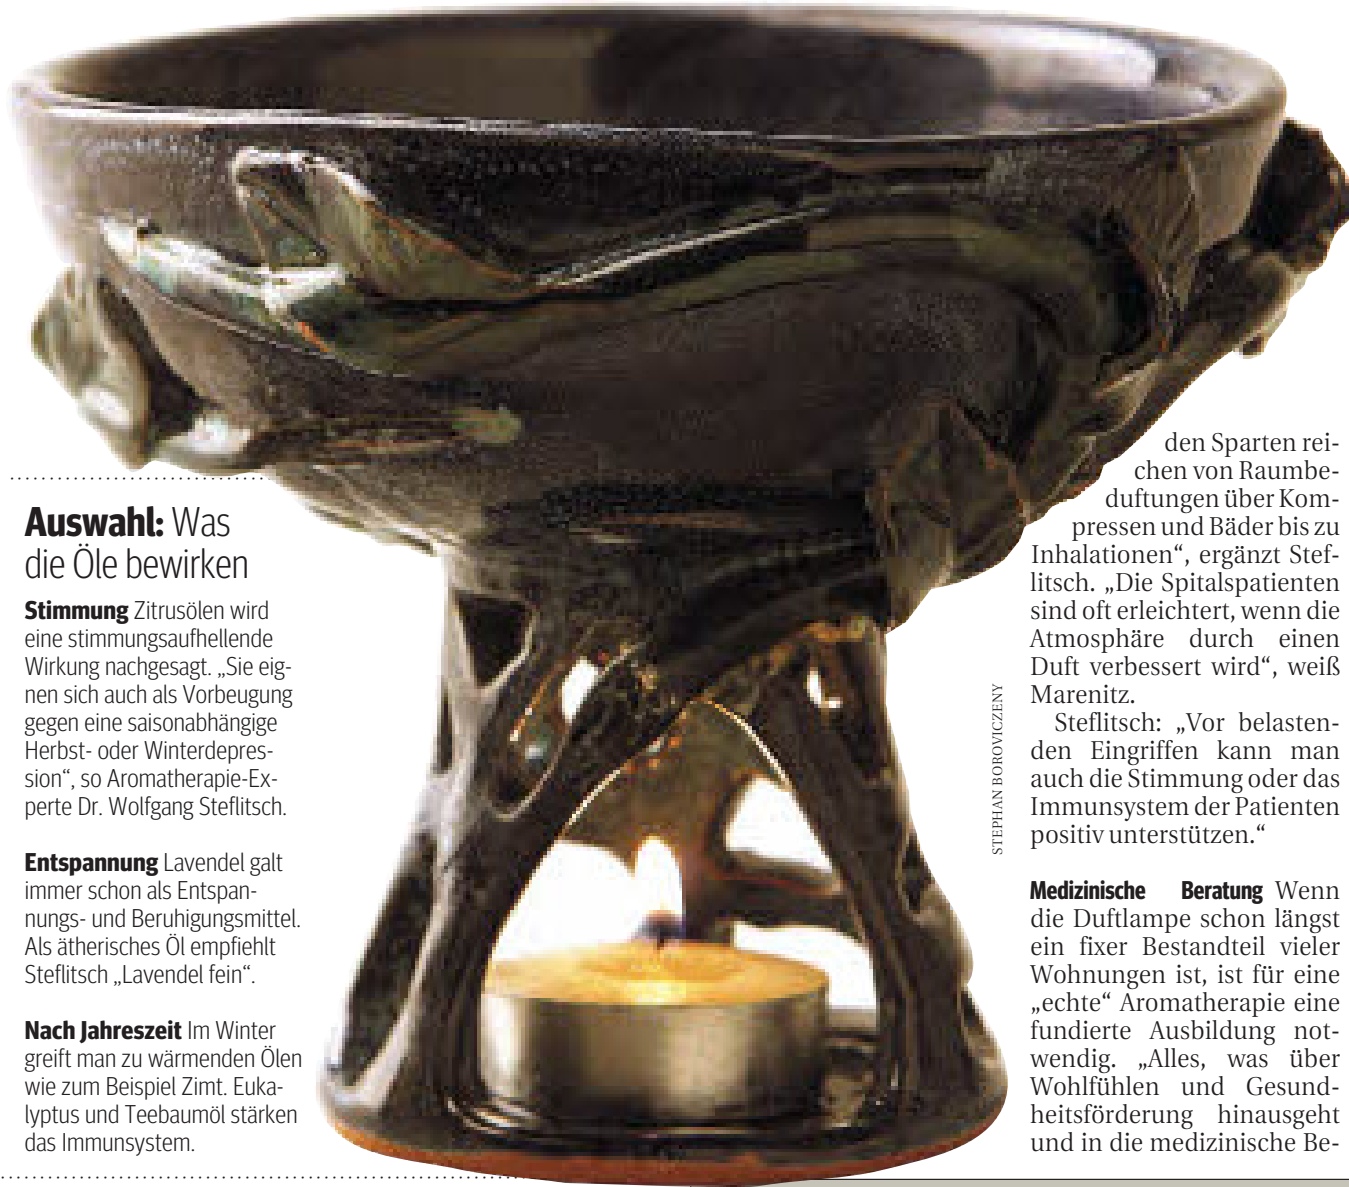 Auswahl: Was
die Öle bewirken
Stimmung Zitrusölen wird
eine stimmungsaufhellende
Wirkung nachgesagt. „Sie eig-
nen sich auch als Vorbeugung
gegen eine saisonabhängige
Herbst- oder Winterdepres-
sion“, so Aromatherapie-Ex-
perte Dr. Wolfgang Steflitsch.
Entspannung Lavendel galt
immer schon als Entspan-
nungs- und Beruhigungsmittel.
Als ätherisches Öl empfiehlt
Steflitsch „Lavendel fein“.
Nach Jahreszeit Im Winter
greift man zu wärmenden Ölen
wie zum Beispiel Zimt. Euka-
lyptus und Teebaumöl stärken
das Immunsystem.
STEPHAN BOROVICZENY
den Sparten rei-
chen von Raumbe-
duftungen über Kom-
pressen und Bäder bis zu
Inhalationen“, ergänzt Stef-
litsch. „Die Spitalspatienten
sind oft erleichtert, wenn die
Atmosphäre durch einen
Duft verbessert wird“, weiß
Marenitz.
Steflitsch: „Vor belasten-
den Eingriffen kann man
auch die Stimmung oder das
Immunsystem der Patienten
positiv unterstützen.“
Medizinische Beratung Wenn
die Duftlampe schon längst
ein fixer Bestandteil vieler
Wohnungen ist, ist für eine
„echte“ Aromatherapie eine
fundierte Ausbildung not-
wendig. „Alles, was über
Wohlfühlen und Gesund-
heitsförderung hinausgeht
und in die medizinische Be-